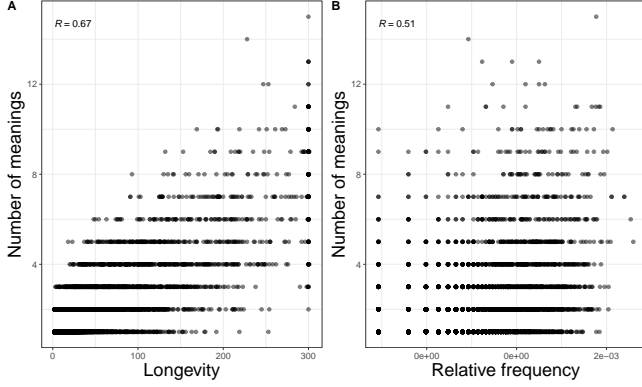 A
R = 0.67
Number of meanings
12
8
4
0
100
200
300
Longevity
B
R = 0.51
Number of meanings
12
8
4
0e+00
0e+00
2e−03
Relative frequency